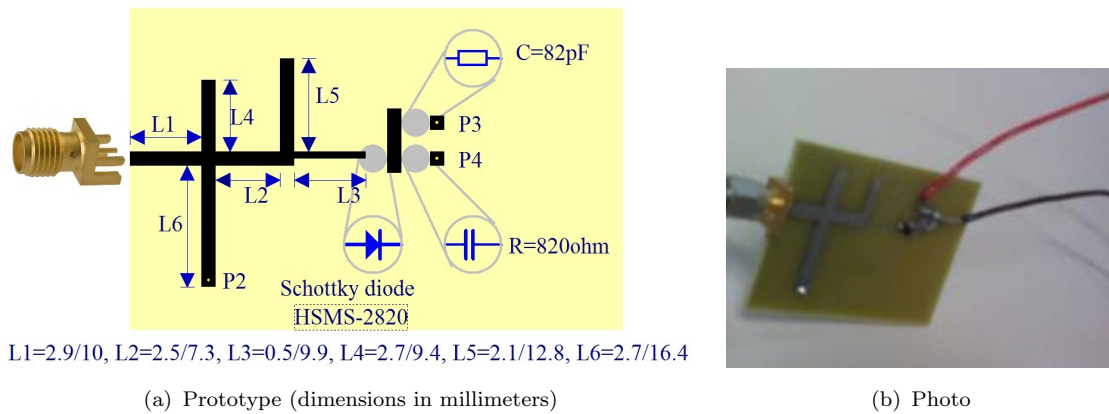 C=82pF
L5
L4
L1
P3
P4
L2
L3
L6
P2
R=820ohm
Schottky diode
HSMS-2820
L1=2.9/10, L2=2.5/7.3, L3=0.5/9.9, L4=2.7/9.4, L5=2.1/12.8, L6=2.7/16.4
(a) Prototype (dimensions in millimeters)
(b) Photo